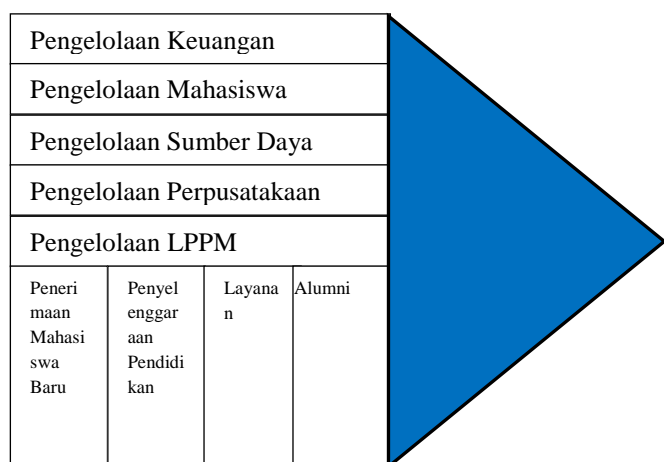 Pengelolaan Keuangan
Pengelolaan Mahasiswa
Pengelolaan Sumber Daya
Pengelolaan Perpusatakaan
Pengelolaan LPPM
Peneri
maan
Mahasi
swa
Baru
Penyel
enggar
aan
Pendidi
kan
Layana
n
Alumni